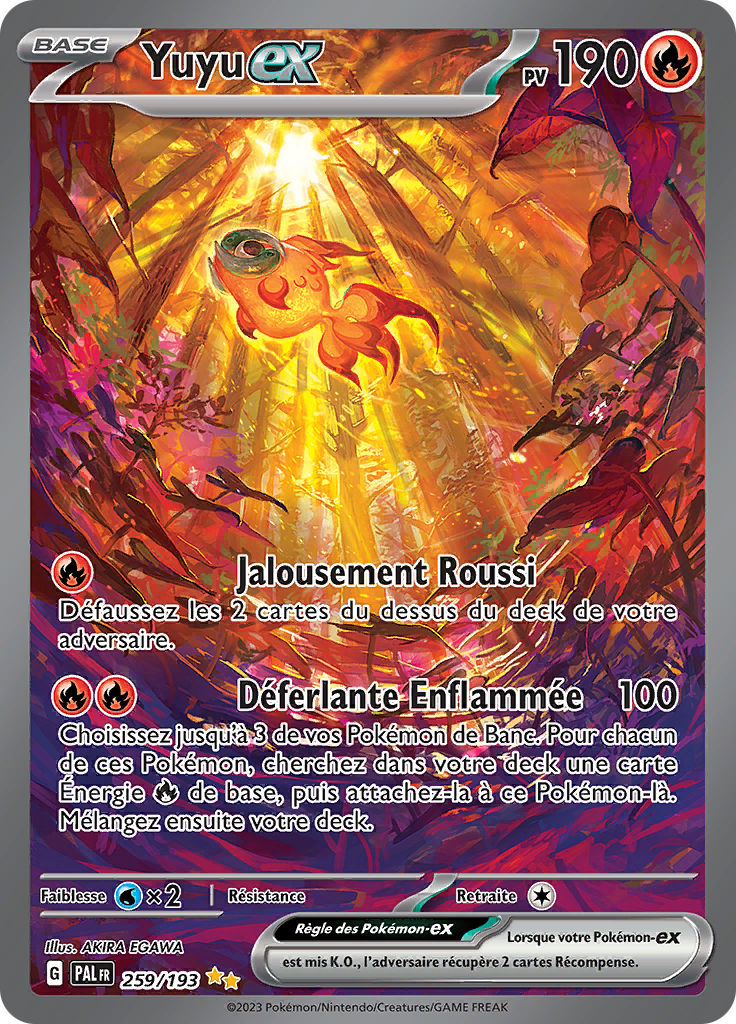 BASE
Yuyu ex
PV 190
Jalousement Roussi
Défaussez les 2 cartes du dessus du deck de votre
adversaire.
Déferlante Enflammée 100
Choisissez jusqu'à 3 de vos Pokémon de Banc. Pour chacun
de ces Pokémon, cherchez dans votre deck une carte
Énergie de base, puis attachez-la à ce Pokémon-là.
Mélangez ensuite votre deck.
Faiblesse ×2 Résistance Retraite
Règle des Pokémon-ex Lorsque votre Pokémon-ex
est mis K.O., l'adversaire récupère 2 cartes Récompense.
Illus. AKIRA EGAWA
G PAL FR 259/193
©2023 Pokémon/Nintendo/Creatures/GAME FREAK